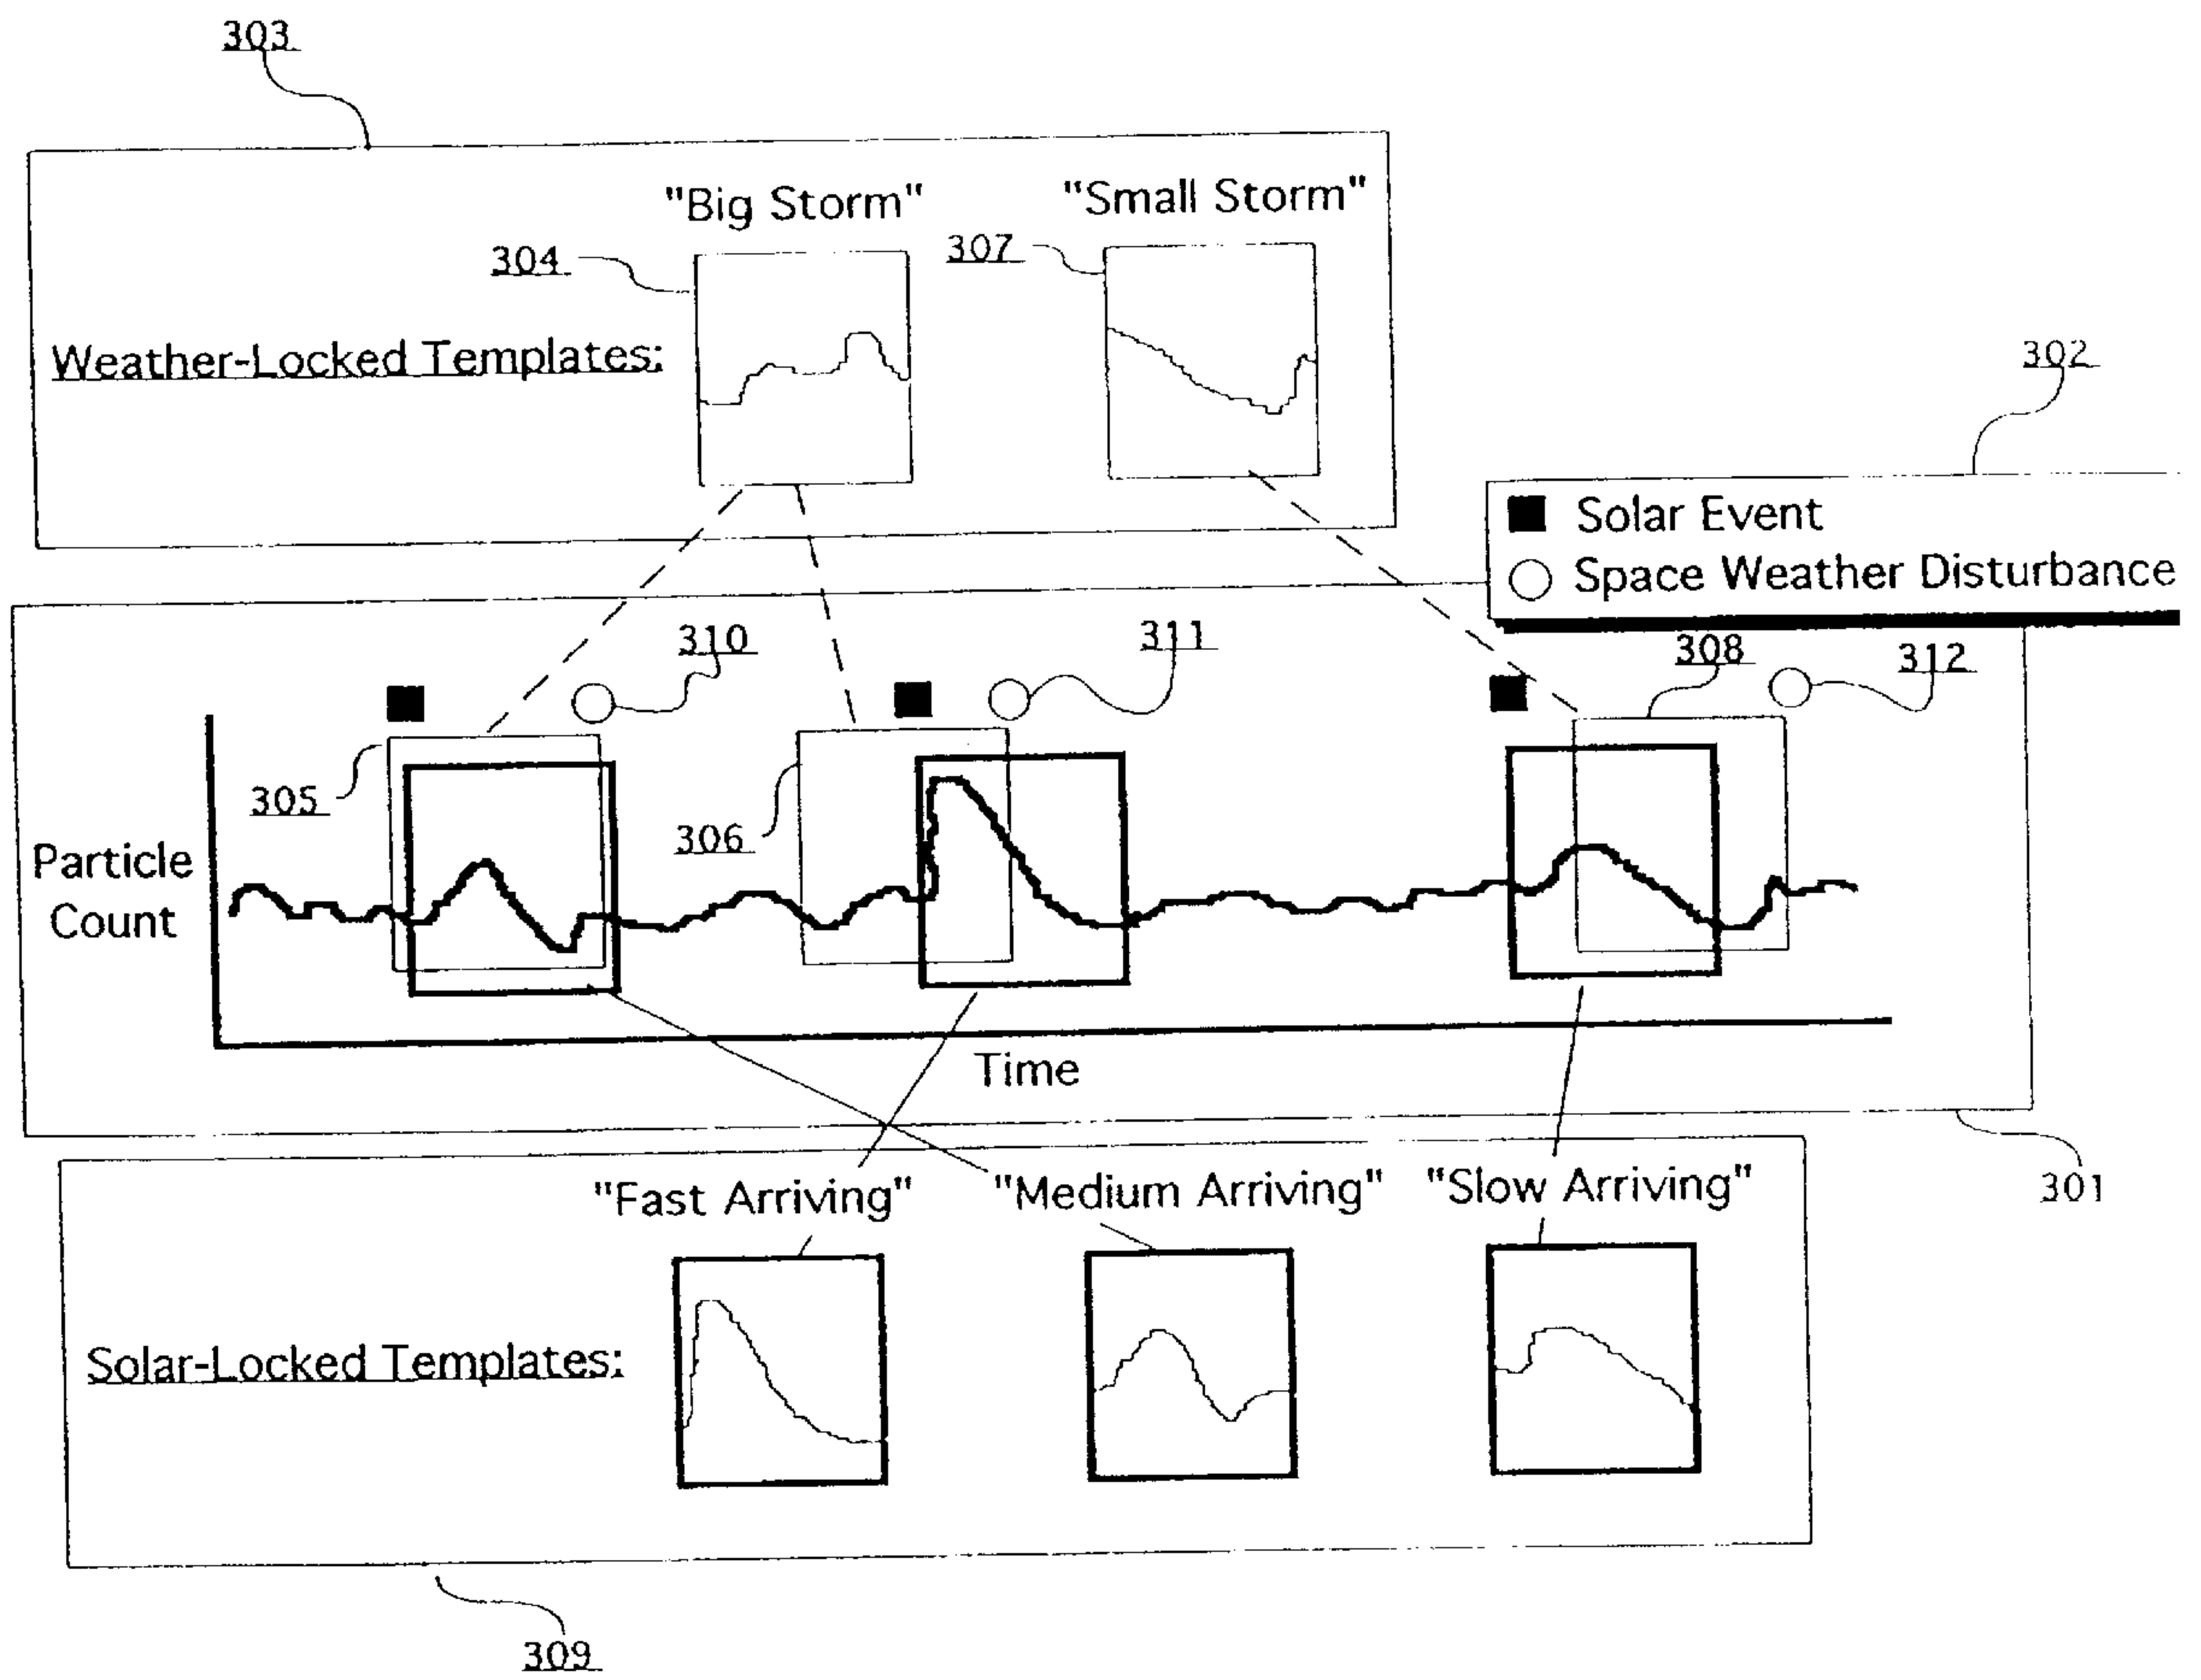 303
"Big Storm"
"Small Storm"
304
307
Weather-Locked Templates:
302
Solar Event
Space Weather Disturbance
310
311
308
312
305
306
Particle
Count
Time
301
"Fast Arriving"
"Medium Arriving"
"Slow Arriving"
Solar-Locked Templates:
309